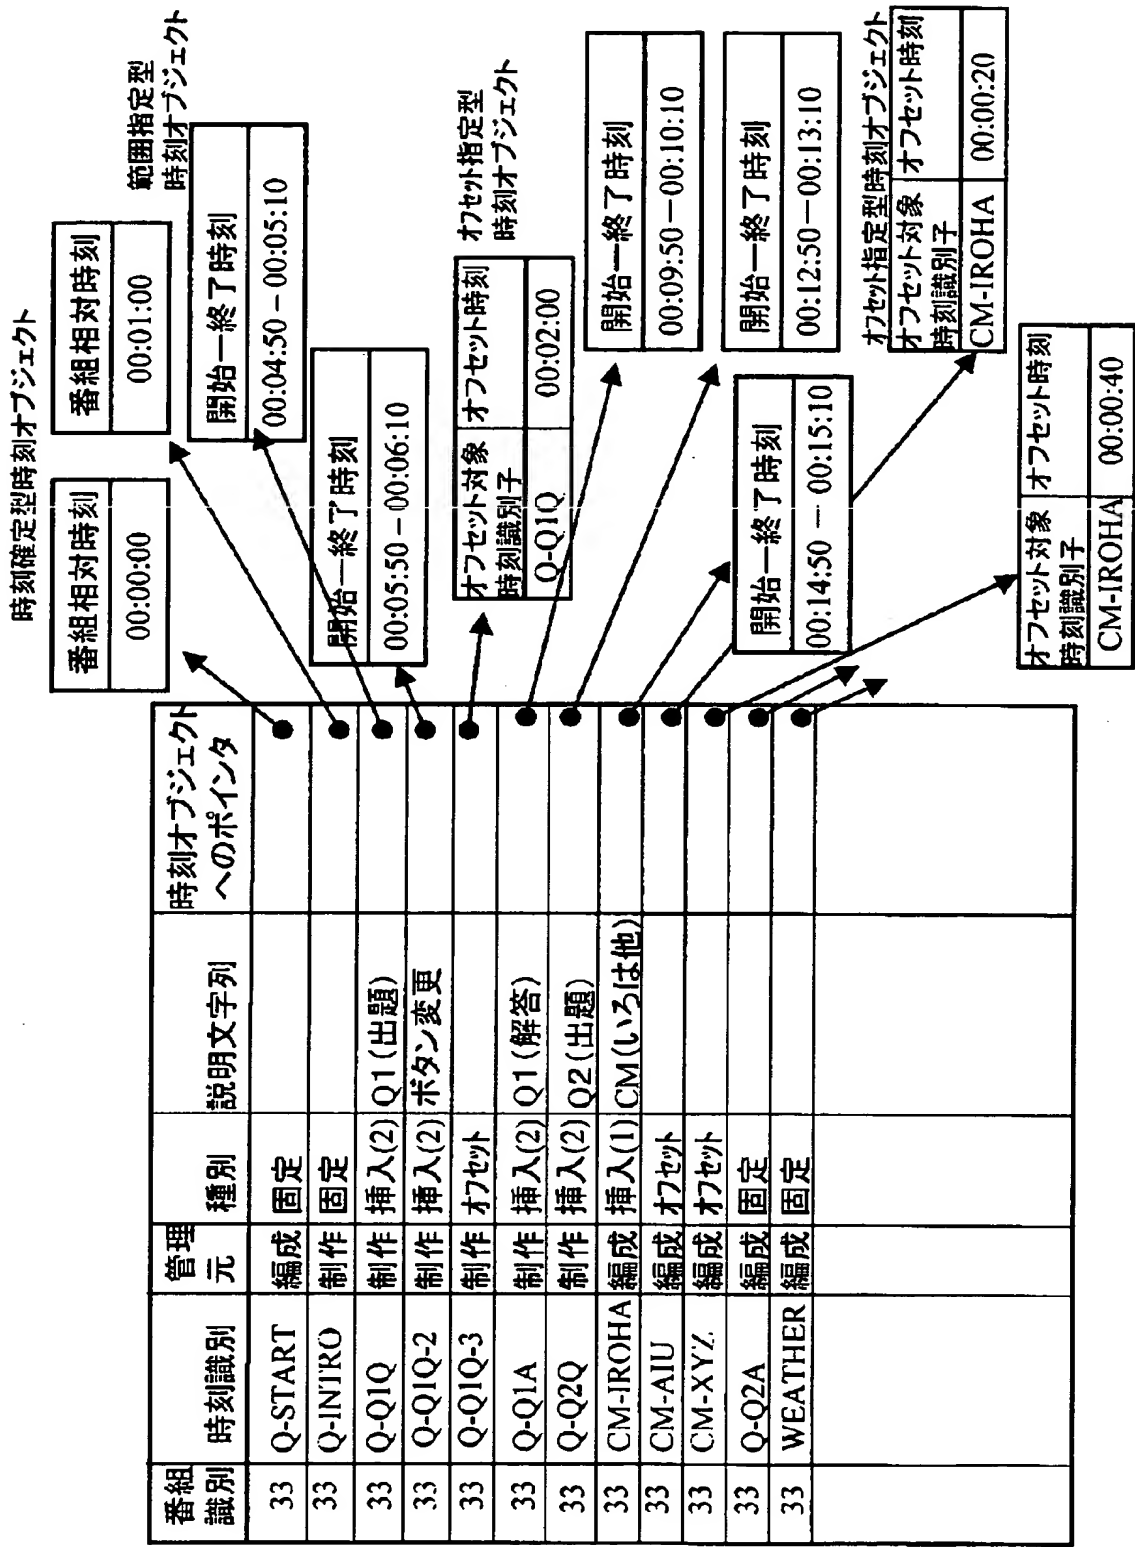 時刻確定型時刻オブジェクト
番組相対時刻
00:00:00
番組相対時刻
00:01:00
範囲指定型
時刻オブジェクト
開始ー終了時刻
00:04:50－00:05:10
開始ー終了時刻
00:05:50－00:06:10
オフセット指定型
時刻オブジェクト
オフセット対象
時刻識別子
オフセット時刻
Q-Q1Q
00:02:00
開始ー終了時刻
00:09:50－00:10:10
開始ー終了時刻
00:12:50－00:13:10
開始ー終了時刻
00:14:50 － 00:15:10
オフセット指定型時刻オブジェクト
オフセット対象
時刻識別子
オフセット時刻
CM-IROHA
00:00:20
オフセット対象
時刻識別子
オフセット時刻
CM-IROHA
00:00:40
番組
識別
時刻識別
管理
元
種別
説明文字列
時刻オブジェクト
へのポインタ
33 Q-START 編成 固定
33 Q-INTRO 制作 固定
33 Q-Q1Q 制作 挿入(2) Q1(出題)
33 Q-Q1Q-2 制作 挿入(2) ボタン変更
33 Q-Q1Q-3 制作 オフセット
33 Q-Q1A 制作 挿入(2) Q1(解答)
33 Q-Q2Q 制作 挿入(2) Q2(出題)
33 CM-IROHA 編成 挿入(1) CM(いろは他)
33 CM-AIU 編成 オフセット
33 CM-XYZ 編成 オフセット
33 Q-Q2A 編成 固定
33 WEATHER 編成 固定